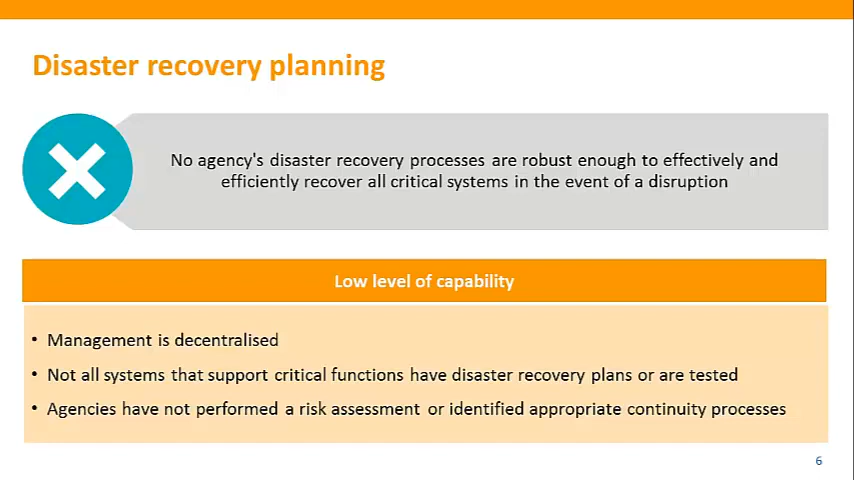 Disaster recovery planning
No agency's disaster recovery processes are robust enough to effectively and
efficiently recover all critical systems in the event of a disruption
Low level of capability
• Management is decentralised
• Not all systems that support critical functions have disaster recovery plans or are tested
• Agencies have not performed a risk assessment or identified appropriate continuity processes
6